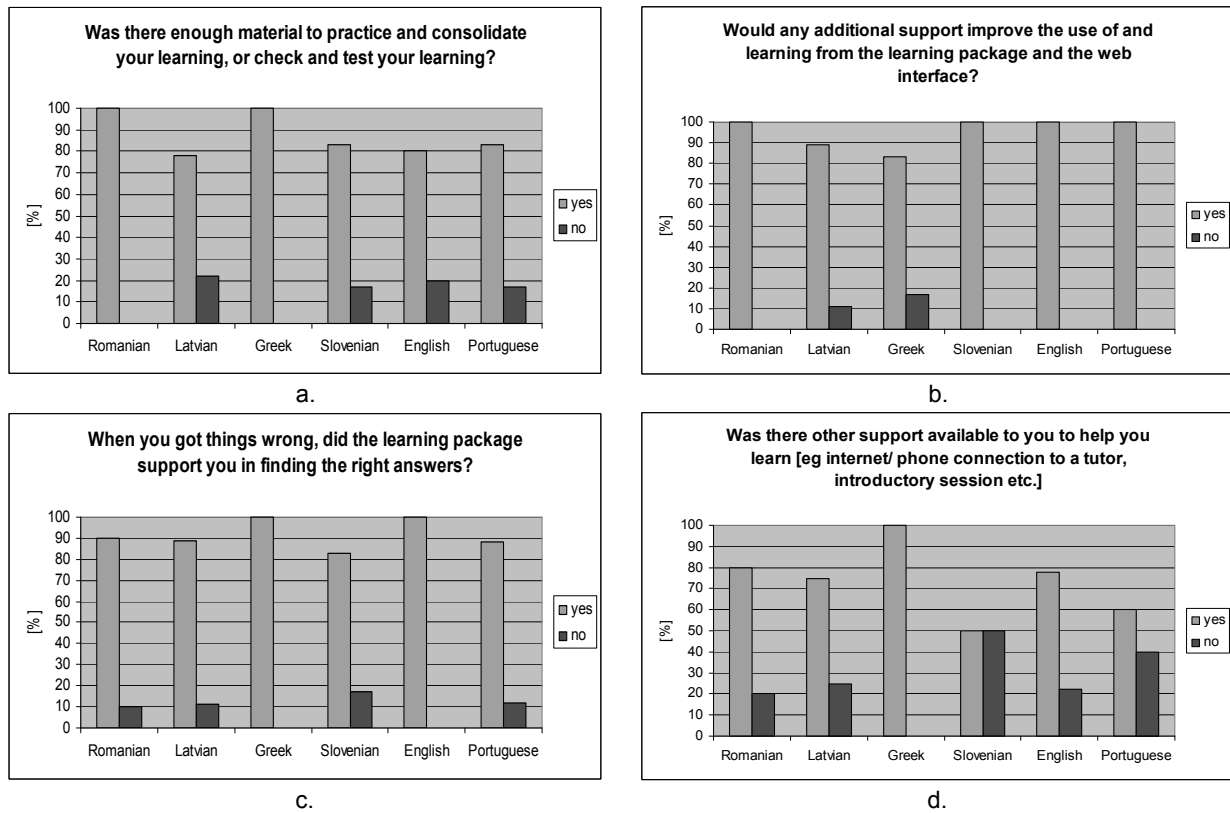 Was there enough material to practice and consolidate
your learning, or check and test your learning?
100
90
80
70
60
50
40
30
20
10
0
[%]
Romanian Latvian Greek Slovenian English Portuguese
yes
no
a.
Would any additional support improve the use of and
learning from the learning package and the web
interface?
100
90
80
70
60
50
40
30
20
10
0
[%]
Romanian Latvian Greek Slovenian English Portuguese
yes
no
b.
When you got things wrong, did the learning package
support you in finding the right answers?
100
90
80
70
60
50
40
30
20
10
0
[%]
Romanian Latvian Greek Slovenian English Portuguese
yes
no
c.
Was there other support available to you to help you
learn [eg internet/ phone connection to a tutor,
introductory session etc.]
100
90
80
70
60
50
40
30
20
10
0
[%]
Romanian Latvian Greek Slovenian English Portuguese
yes
no
d.